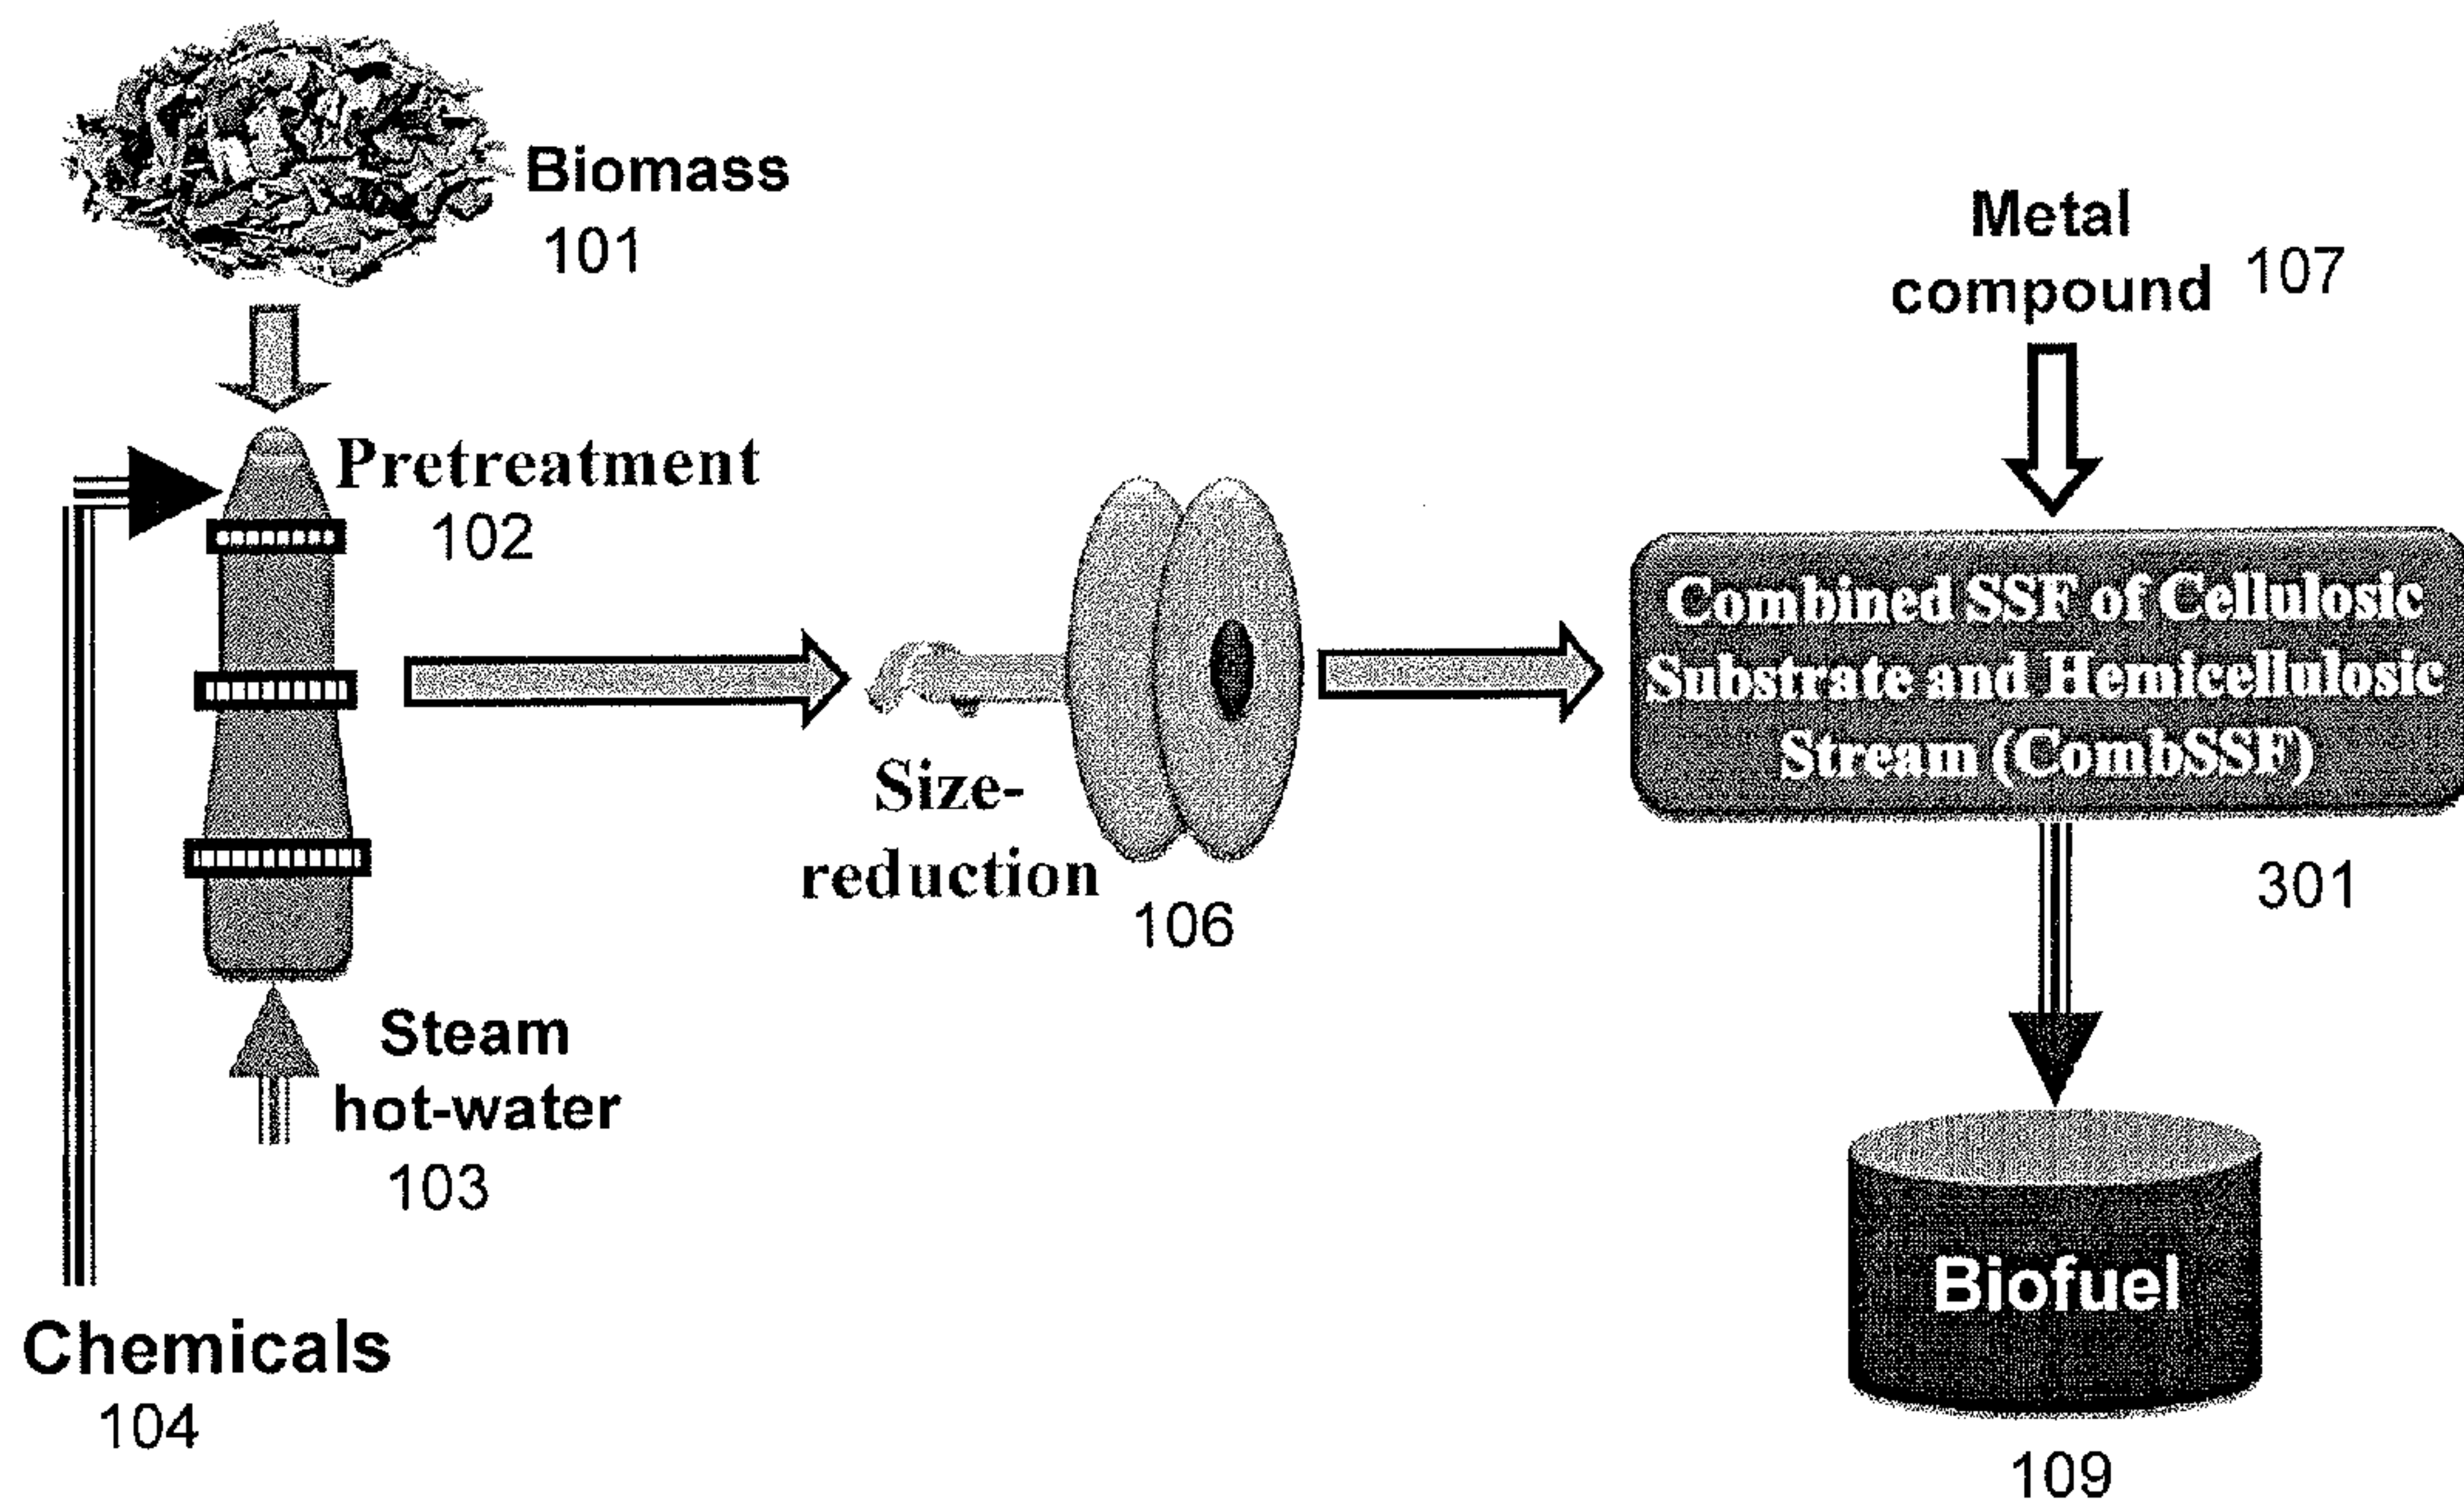 Biomass
101
Metal
compound 107
Pretreatment
102
Combined SSF of Cellulosic
Substrate and Hemicellulosic
Stream (CombSSF)
Size-
reduction
106
301
Steam
hot-water
103
Biofuel
Chemicals
104
109